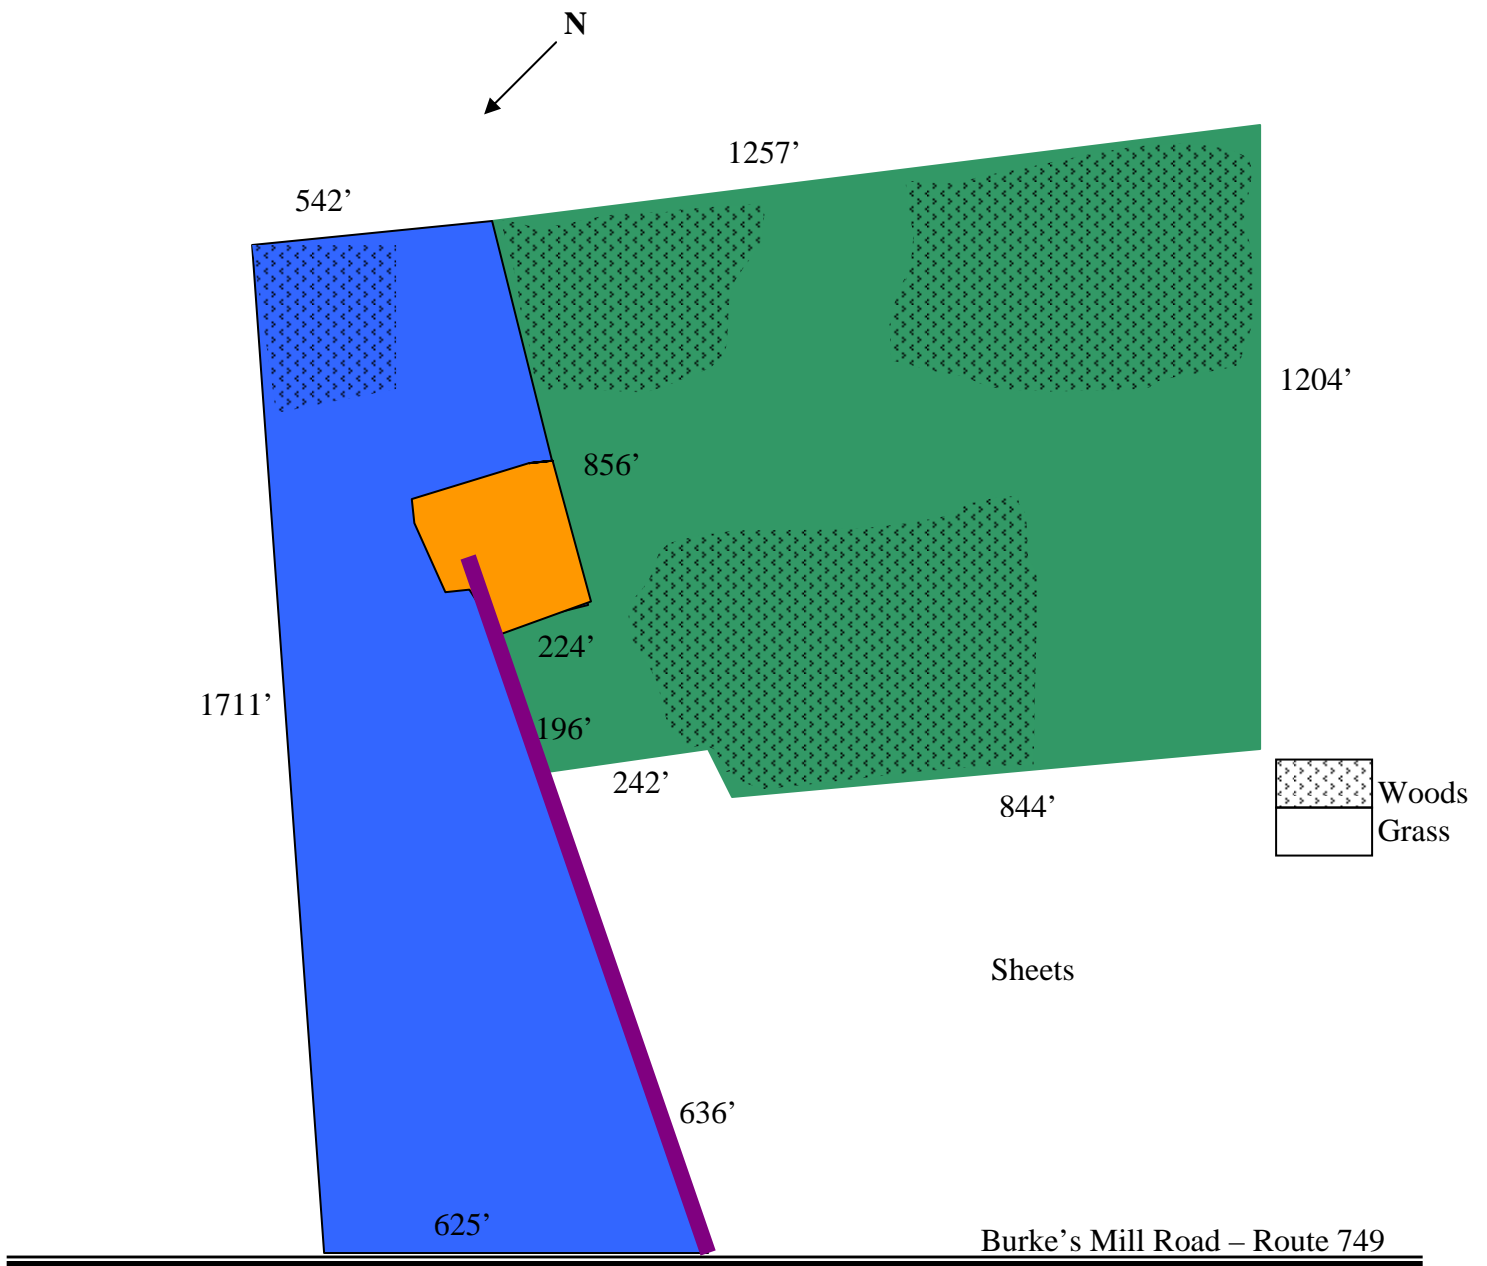 N
1257’
542’
1204’
856’
224’
1711’
196’
242’
Woods
844’
Grass
Sheets
636’
625’
Burke’s Mill Road – Route 749